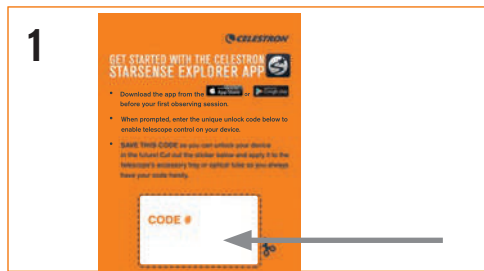 1
CELESTRON
GET STARTED WITH THE CELESTRON
STARSENSE EXPLORER APP
• Download the app from the App Store or Google Play
before your first observing session.
• When prompted, enter the unique unlock code below to
enable telescope control on your device.
• SAVE THIS CODE so you can unlock your device
in the future! Cut out the sticker below and apply it to the
telescope's accessory tray or optical tube so you always
have your code handy.
CODE #